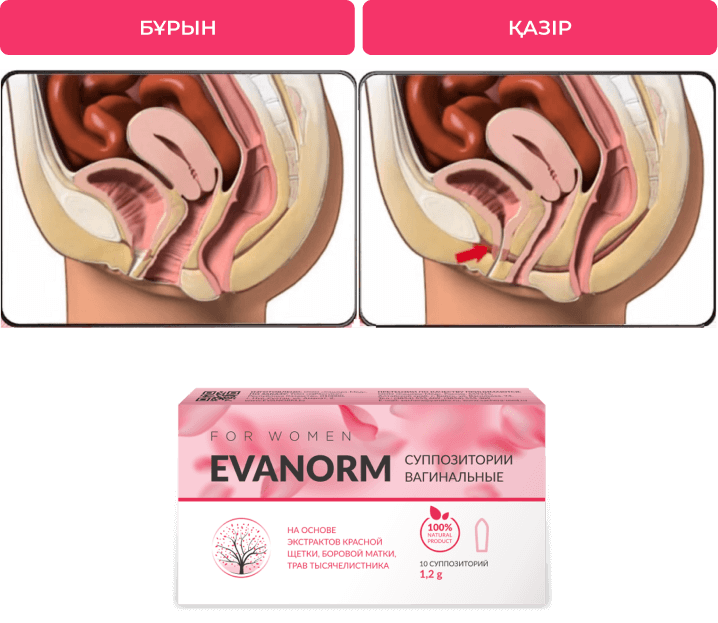 БҰРЫН
ҚАЗІР
FOR WOMEN
EVANORM
СУППОЗИТОРИИ
ВАГИНАЛЬНЫЕ
НА ОСНОВЕ
ЭКСТРАКТОВ КРАСНОЙ
ЩЕТКИ, БОРОВОЙ МАТКИ,
ТРАВ ТЫСЯЧЕЛИСТНИКА
100%
NATURAL
PRODUCT
10 СУППОЗИТОРИЙ
1,2 g